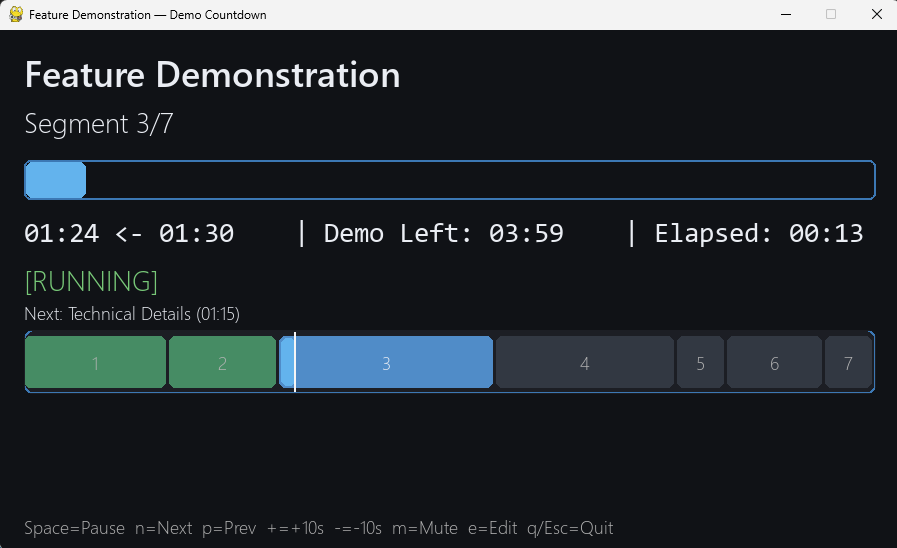 Feature Demonstration — Demo Countdown
Feature Demonstration
Segment 3/7
01:24 <- 01:30 | Demo Left: 03:59 | Elapsed: 00:13
[RUNNING]
Next: Technical Details (01:15)
1 2 3 4 5 6 7
Space=Pause n=Next p=Prev +=+10s -=-10s m=Mute e=Edit q/Esc=Quit